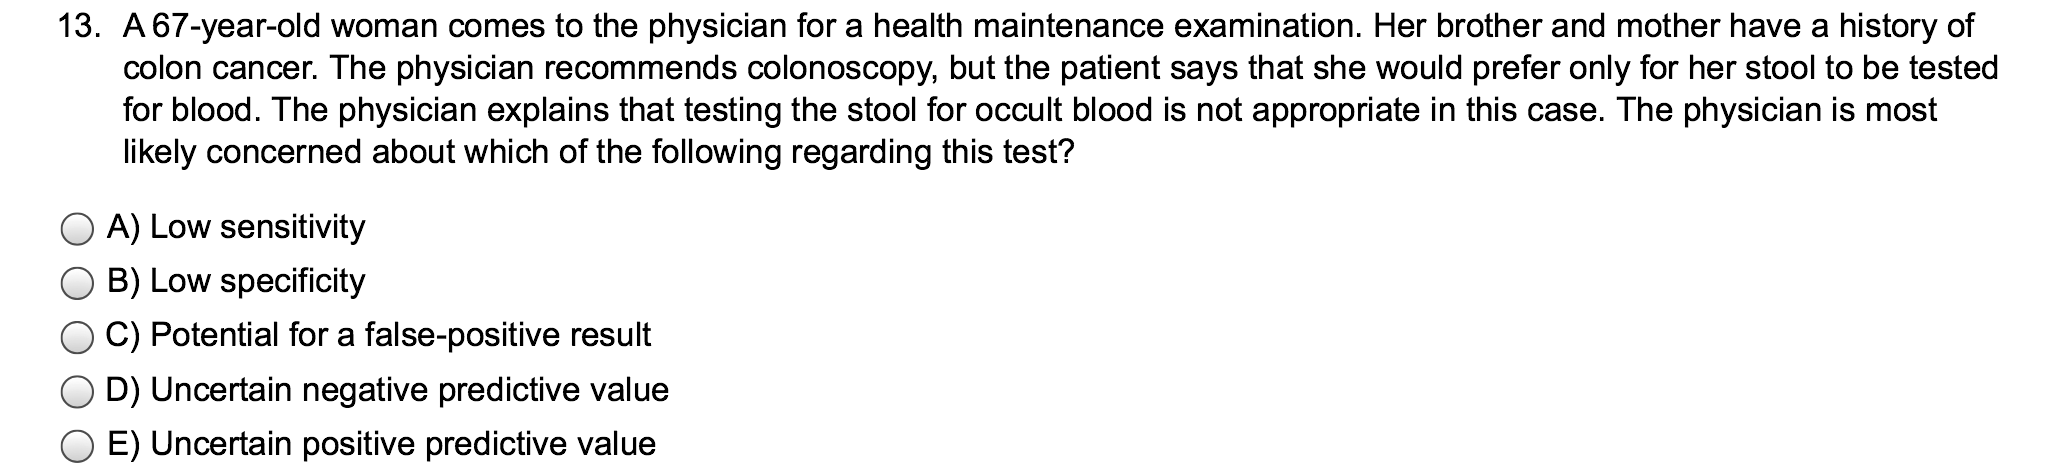 13. A 67-year-old woman comes to the physician for a health maintenance examination. Her brother and mother have a history of
colon cancer. The physician recommends colonoscopy, but the patient says that she would prefer only for her stool to be tested
for blood. The physician explains that testing the stool for occult blood is not appropriate in this case. The physician is most
likely concerned about which of the following regarding this test?
A) Low sensitivity
B) Low specificity
C) Potential for a false-positive result
D) Uncertain negative predictive value
E) Uncertain positive predictive value